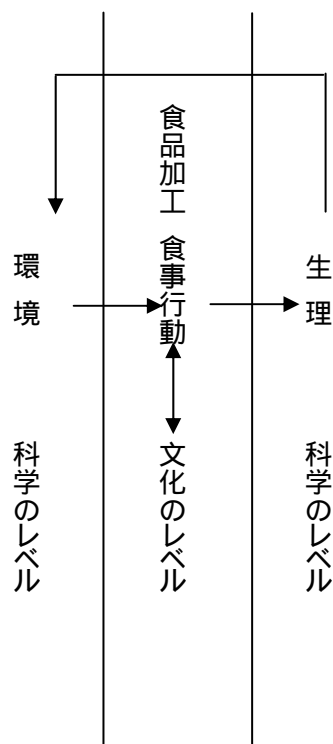 生理
科学のレベル
食品加工 食事行動
文化のレベル
環境
科学のレベル